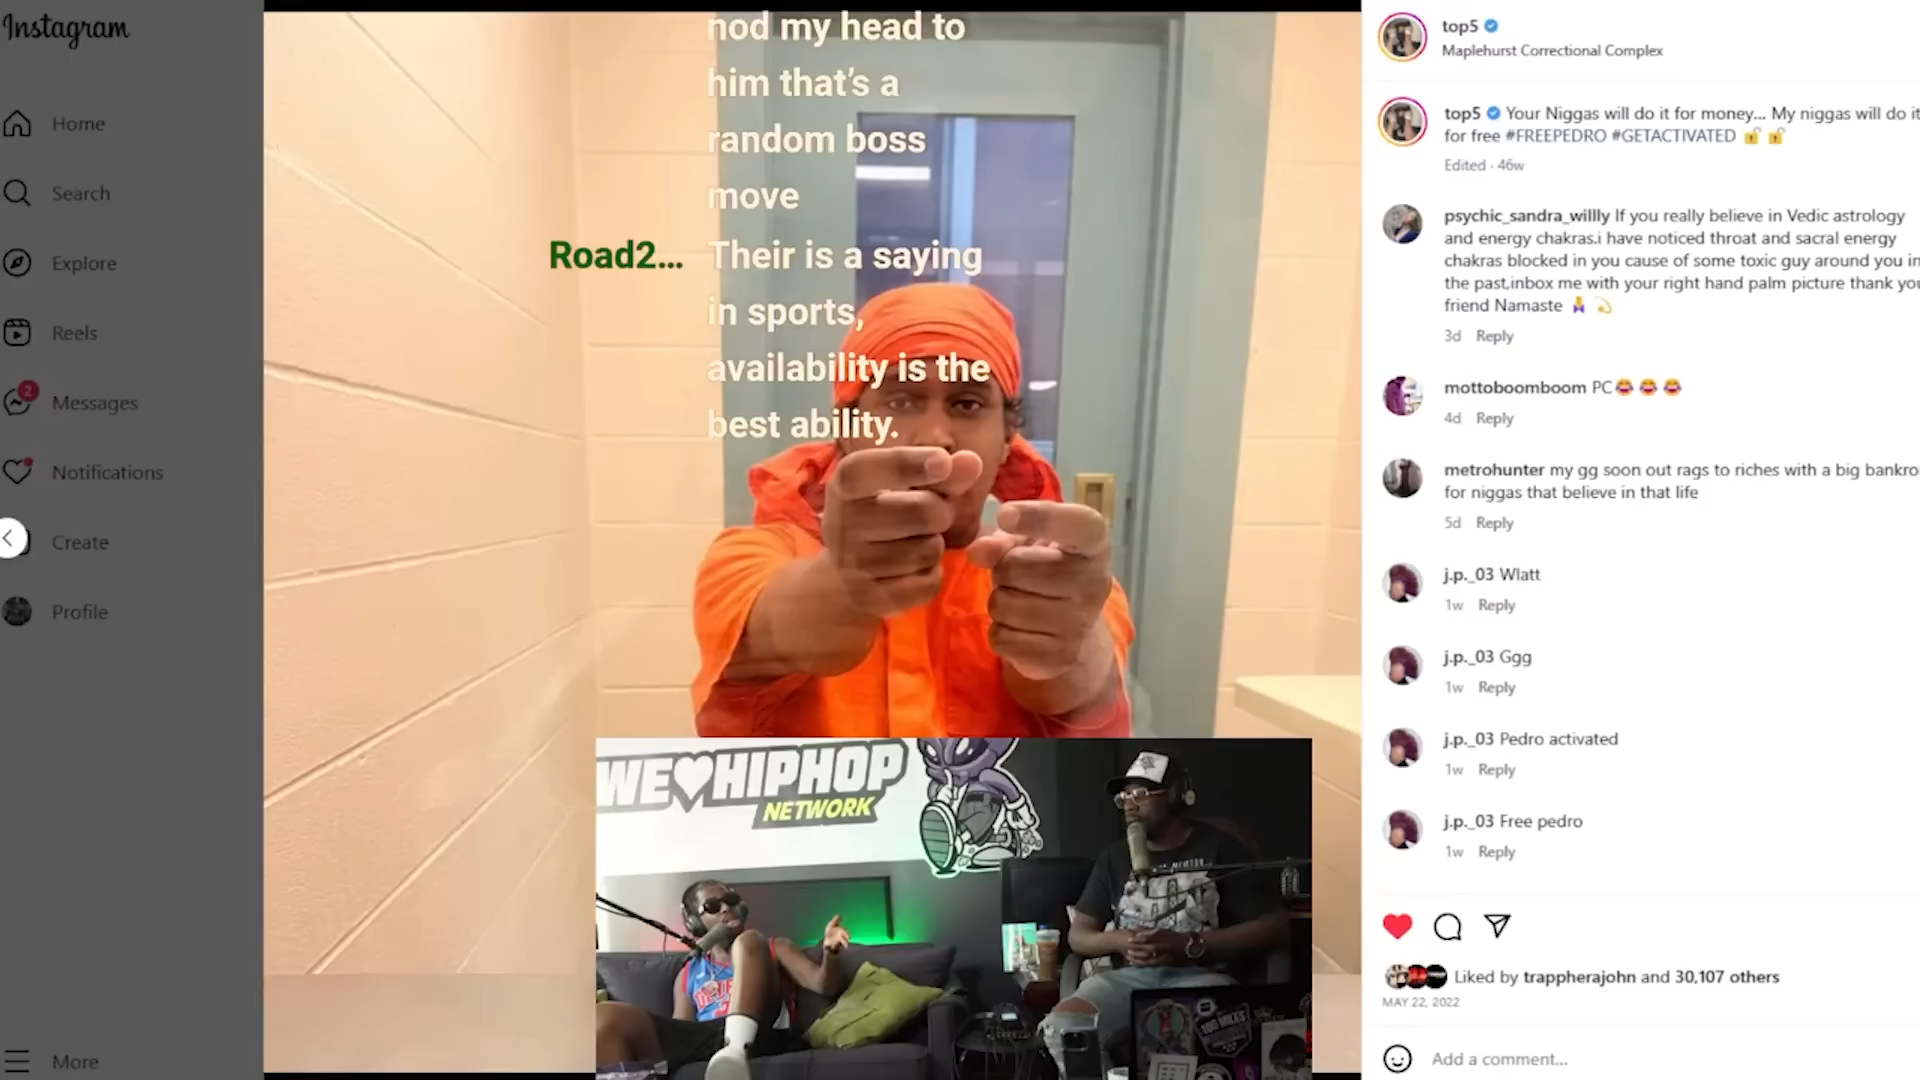 Instagram
Home
Search
Explore
Reels
2
Messages
Notifications
Create
Profile
More
nod my head to
him that’s a
random boss
move
Road2... Their is a saying
in sports,
availability is the
best ability.
WE HIPHOP
NETWORK
100 MILES
top5
Maplehurst Correctional Complex
top5 Your Niggas will do it for money... My niggas will do it
for free #FREEPEDRO #GETACTIVATED
Edited · 46w
psychic_sandra_willly If you really believe in Vedic astrology
and energy chakras.i have noticed throat and sacral energy
chakras blocked in you cause of some toxic guy around you in
the past,inbox me with your right hand palm picture thank you
friend Namaste
3d Reply
mottoboomboom PC
4d Reply
metrohunter my gg soon out rags to riches with a big bankro
for niggas that believe in that life
5d Reply
j.p._03 Wlatt
1w Reply
j.p._03 Ggg
1w Reply
j.p._03 Pedro activated
1w Reply
j.p._03 Free pedro
1w Reply
Liked by trappherajohn and 30,107 others
MAY 22, 2022
Add a comment...